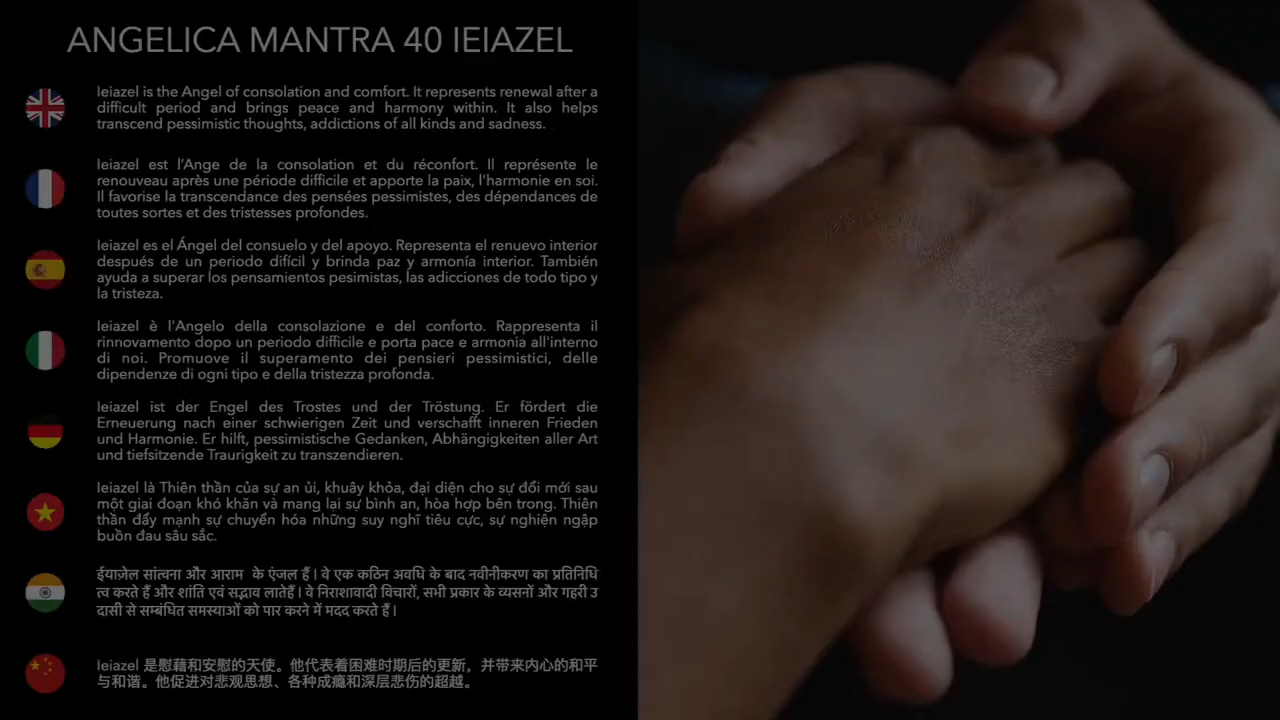 ANGELICA MANTRA 40 IEIAZEL
Ieiazel is the Angel of consolation and comfort. It represents renewal after a
difficult period and brings peace and harmony within. It also helps
transcend pessimistic thoughts, addictions of all kinds and sadness.
Ieiazel est l'Ange de la consolation et du réconfort. Il représente le
renouveau après une période difficile et apporte la paix, l'harmonie en soi.
Il favorise la transcendance des pensées pessimistes, des dépendances de
toutes sortes et des tristesses profondes.
Ieiazel es el Ángel del consuelo y del apoyo. Representa el renuevo interior
después de un periodo difícil y brinda paz y armonía interior. También
ayuda a superar los pensamientos pesimistas, las adicciones de todo tipo y
la tristeza.
Ieiazel è l'Angelo della consolazione e del conforto. Rappresenta il
rinnovamento dopo un periodo difficile e porta pace e armonia all'interno
di noi. Promuove il superamento dei pensieri pessimistici, delle
dipendenze di ogni tipo e della tristezza profonda.
Ieiazel ist der Engel des Trostes und der Tröstung. Er fördert die
Erneuerung nach einer schwierigen Zeit und verschafft inneren Frieden
und Harmonie. Er hilft, pessimistische Gedanken, Abhängigkeiten aller Art
und tiefsitzende Traurigkeit zu transzendieren.
Ieiazel là Thiên thần của sự an ủi, khuây khỏa, đại diện cho sự đổi mới sau
một giai đoạn khó khăn và mang lại sự bình an, hòa hợp bên trong. Thiên
thần đẩy mạnh sự chuyển hóa những suy nghĩ tiêu cực, sự nghiện ngập
buồn đau sâu sắc.
ईयाज़ेल सांत्वना और आराम के एंजल हैं । वे एक कठिन अवधि के बाद नवीनीकरण का प्रतिनिधि
त्व करते हैं और शांति एवं सद्भाव लातेहैं । वे निराशावादी विचारों, सभी प्रकार के व्यसनों और गहरी उ
दासी से सम्बंधित समस्याओं को पार करने में मदद करते हैं ।
Ieiazel 是慰藉和安慰的天使。他代表着困难时期后的更新，并带来内心的和平
与和谐。他促进对悲观思想、各种成瘾和深层悲伤的超越。